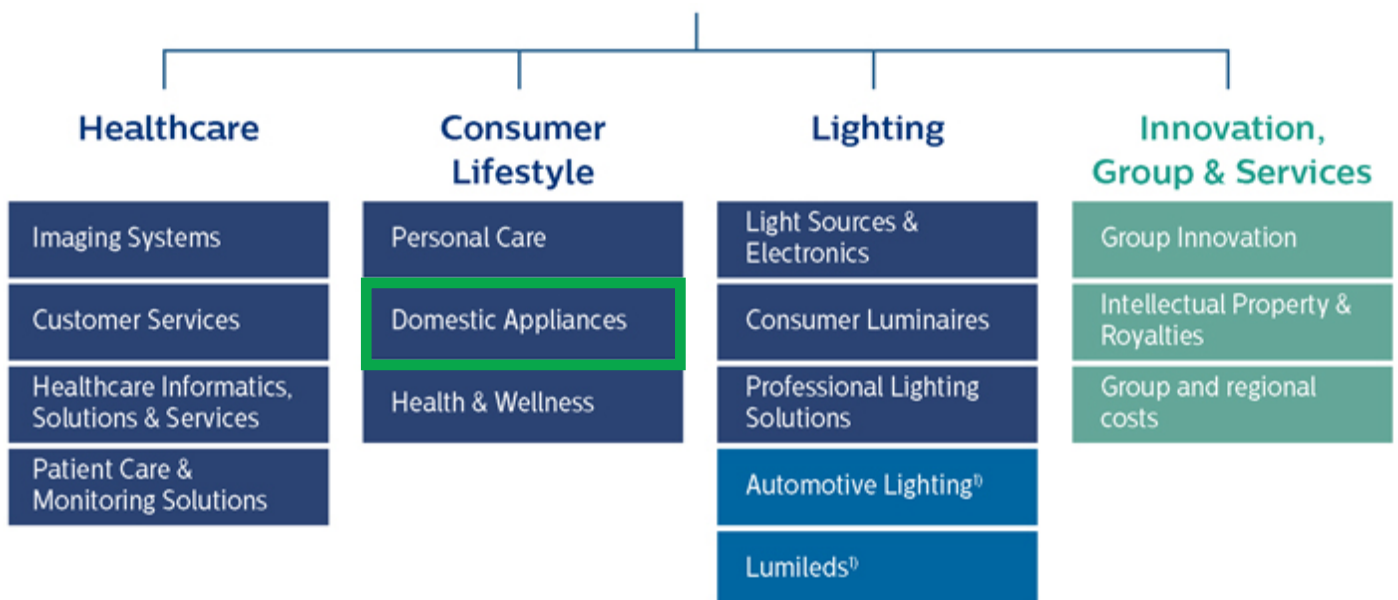 Healthcare
Imaging Systems
Customer Services
Healthcare Informatics,
Solutions & Services
Patient Care &
Monitoring Solutions
Consumer
Lifestyle
Personal Care
Domestic Appliances
Health & Wellness
Lighting
Light Sources &
Electronics
Consumer Luminaires
Professional Lighting
Solutions
Automotive Lighting¹⁾
Lumileds¹⁾
Innovation,
Group & Services
Group Innovation
Intellectual Property &
Royalties
Group and regional
costs